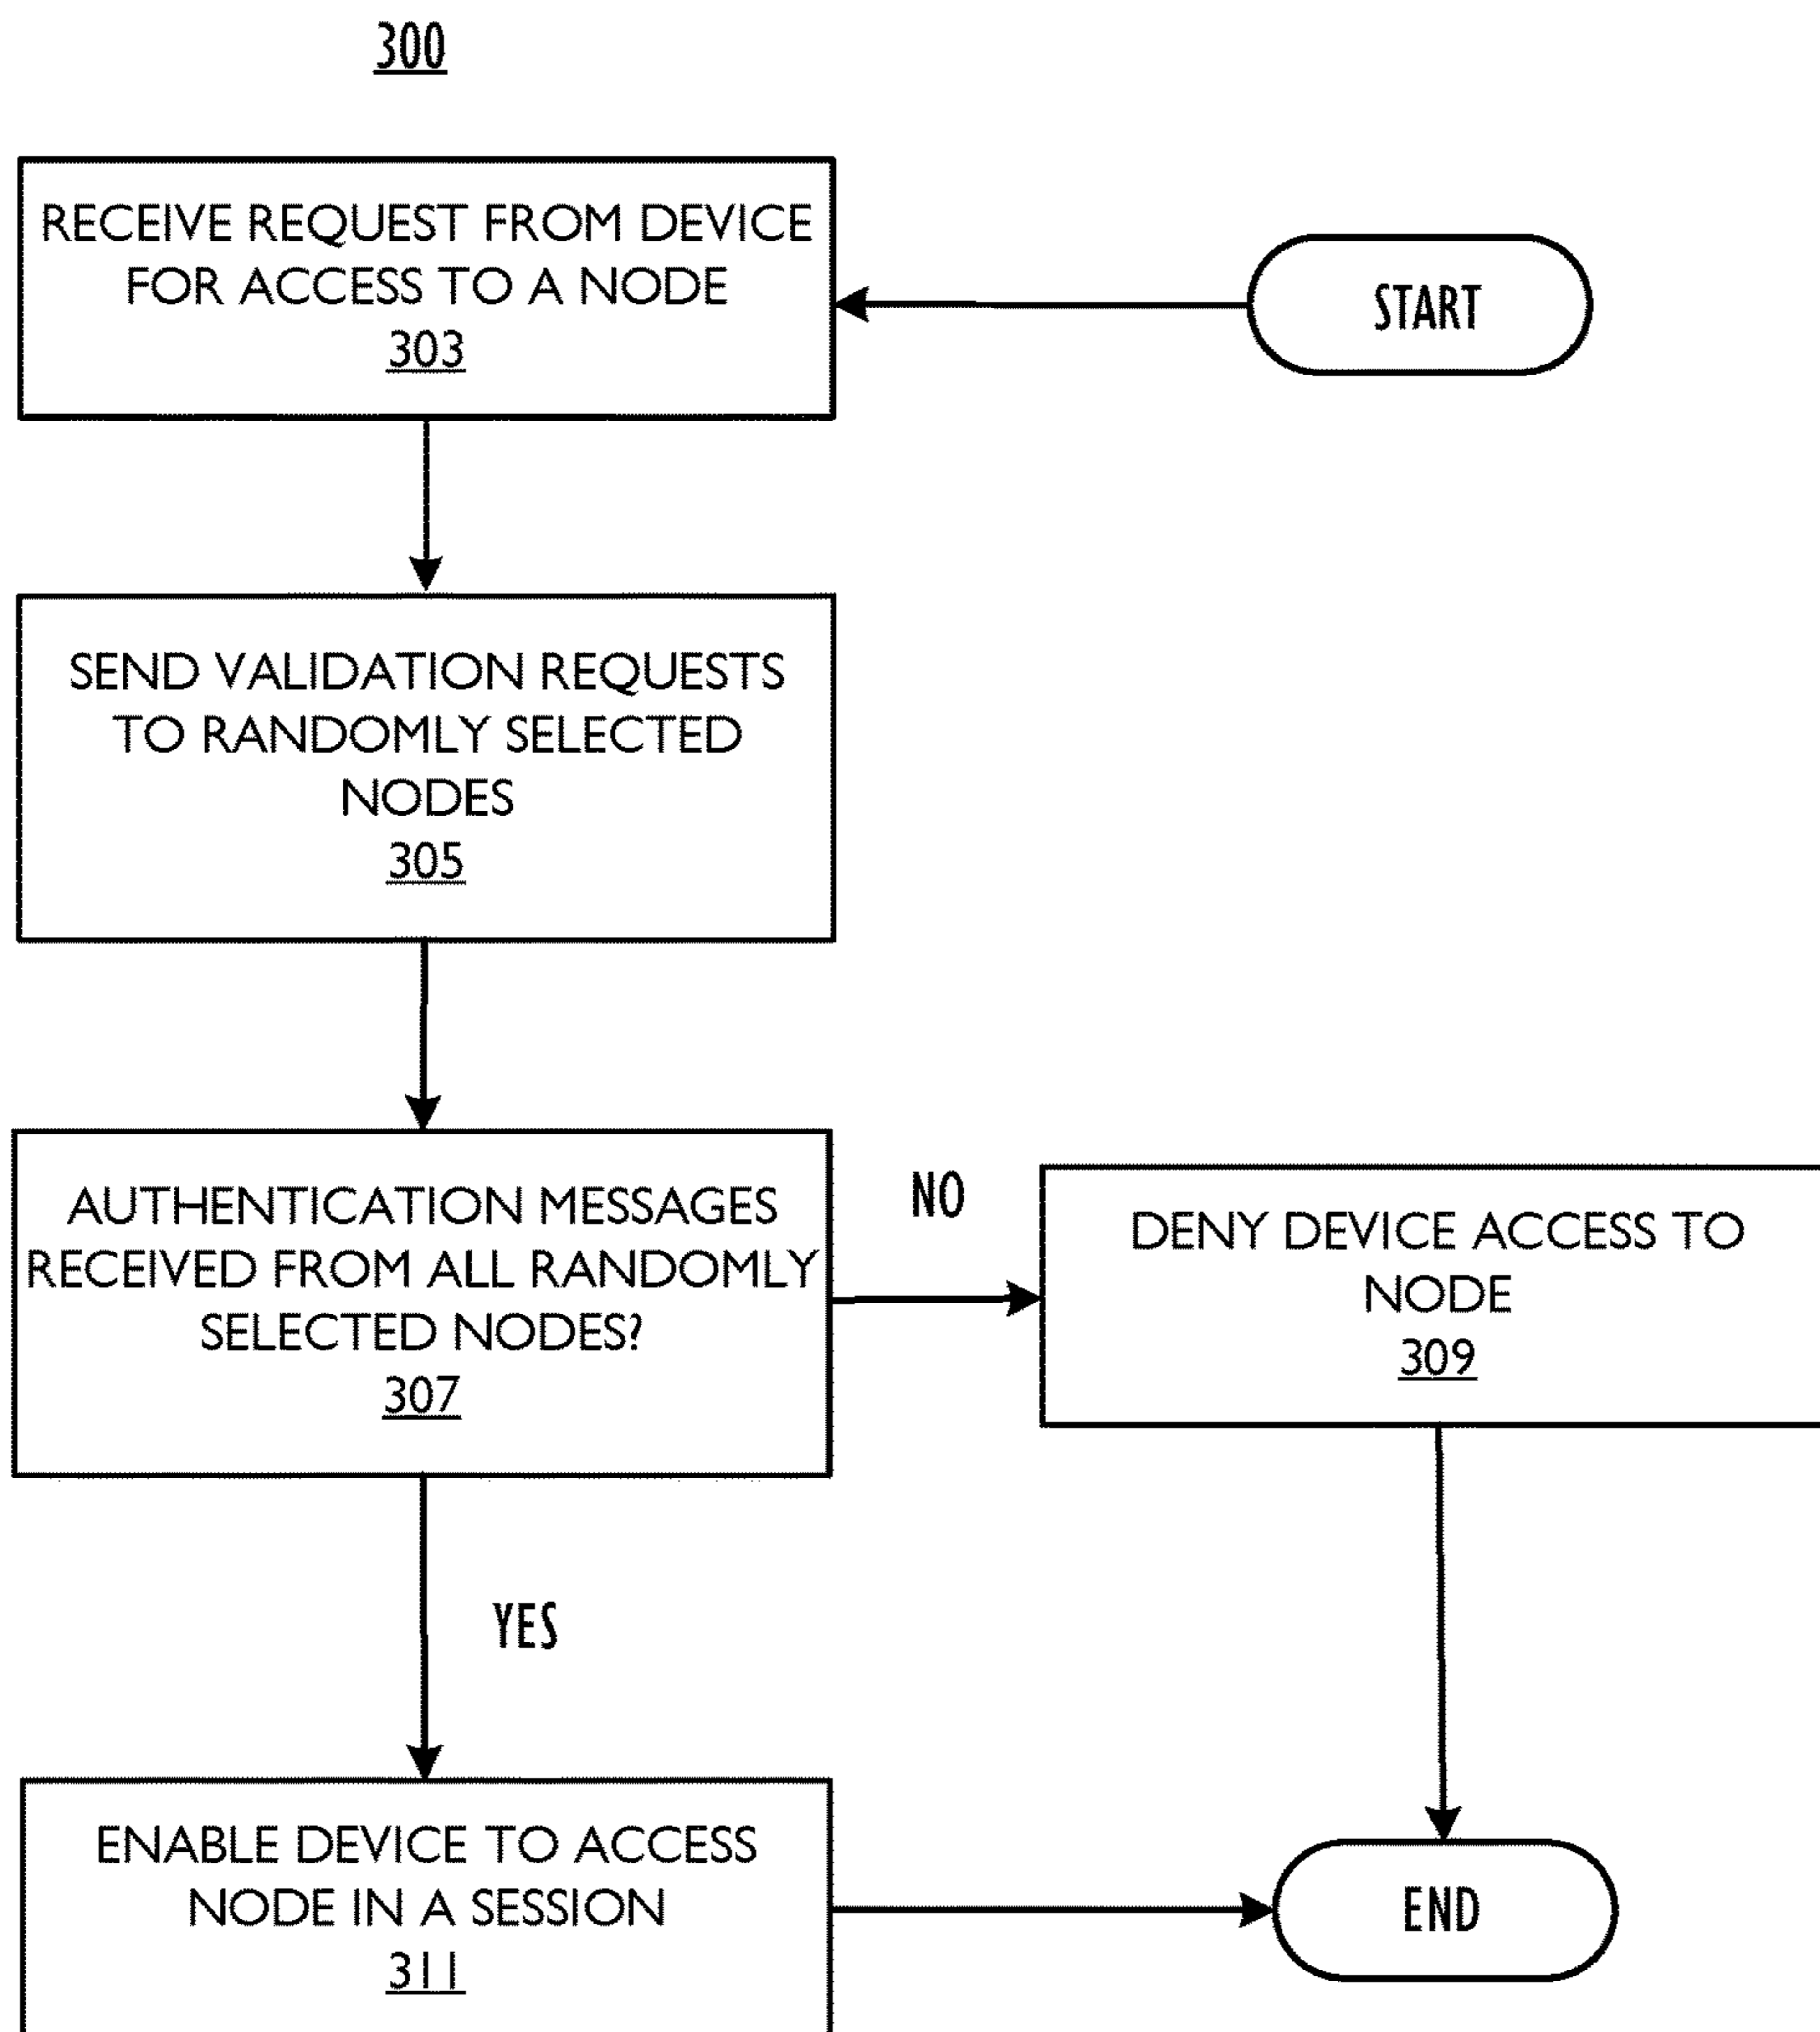 300
RECEIVE REQUEST FROM DEVICE
FOR ACCESS TO A NODE
303
START
SEND VALIDATION REQUESTS
TO RANDOMLY SELECTED
NODES
305
AUTHENTICATION MESSAGES
RECEIVED FROM ALL RANDOMLY
SELECTED NODES?
307
NO
DENY DEVICE ACCESS TO
NODE
309
YES
ENABLE DEVICE TO ACCESS
NODE IN A SESSION
311
END